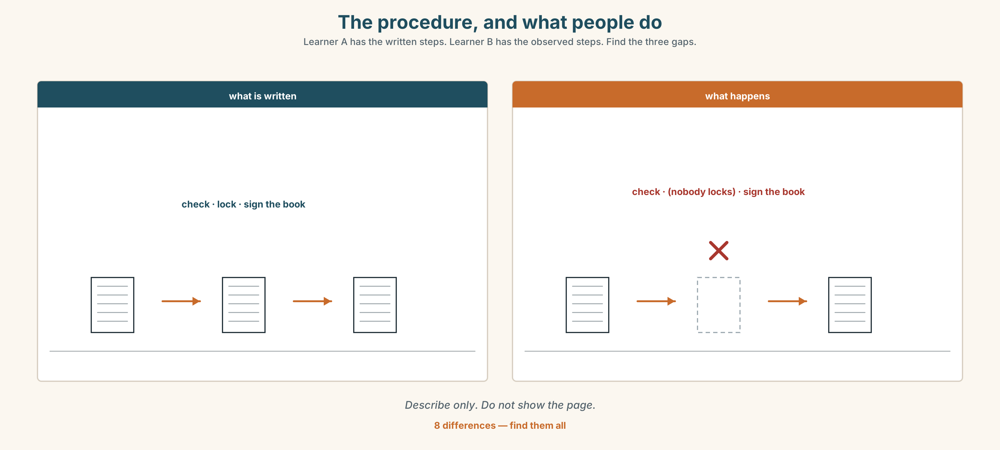 The procedure, and what people do
Learner A has the written steps. Learner B has the observed steps. Find the three gaps.
what is written
check · lock · sign the book
what happens
check · (nobody locks) · sign the book
Describe only. Do not show the page.
8 differences — find them all